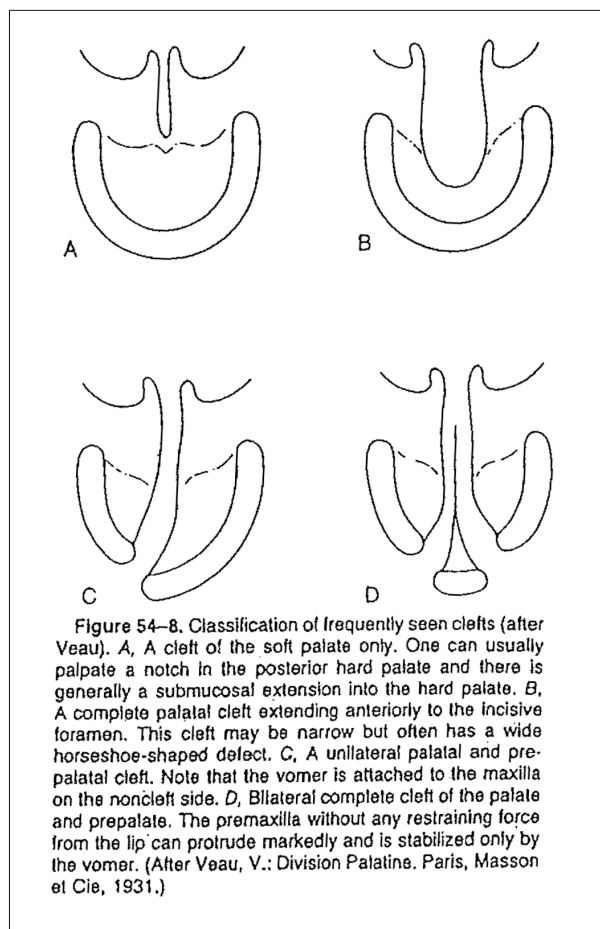 A
B
C
D
Figure 54–8. Classification of frequently seen clefts (after
Veau). A, A cleft of the soft palate only. One can usually
palpate a notch in the posterior hard palate and there is
generally a submucosal extension into the hard palate. B,
A complete palatal cleft extending anteriorly to the incisive
foramen. This cleft may be narrow but often has a wide
horseshoe-shaped defect. C, A unilateral palatal and pre-
palatal cleft. Note that the vomer is attached to the maxilla
on the noncleft side. D, Bilateral complete cleft of the palate
and prepalate. The premaxilla without any restraining force
from the lip can protrude markedly and is stabilized only by
the vomer. (After Veau, V.: Division Palatine. Paris, Masson
et Cie, 1931.)